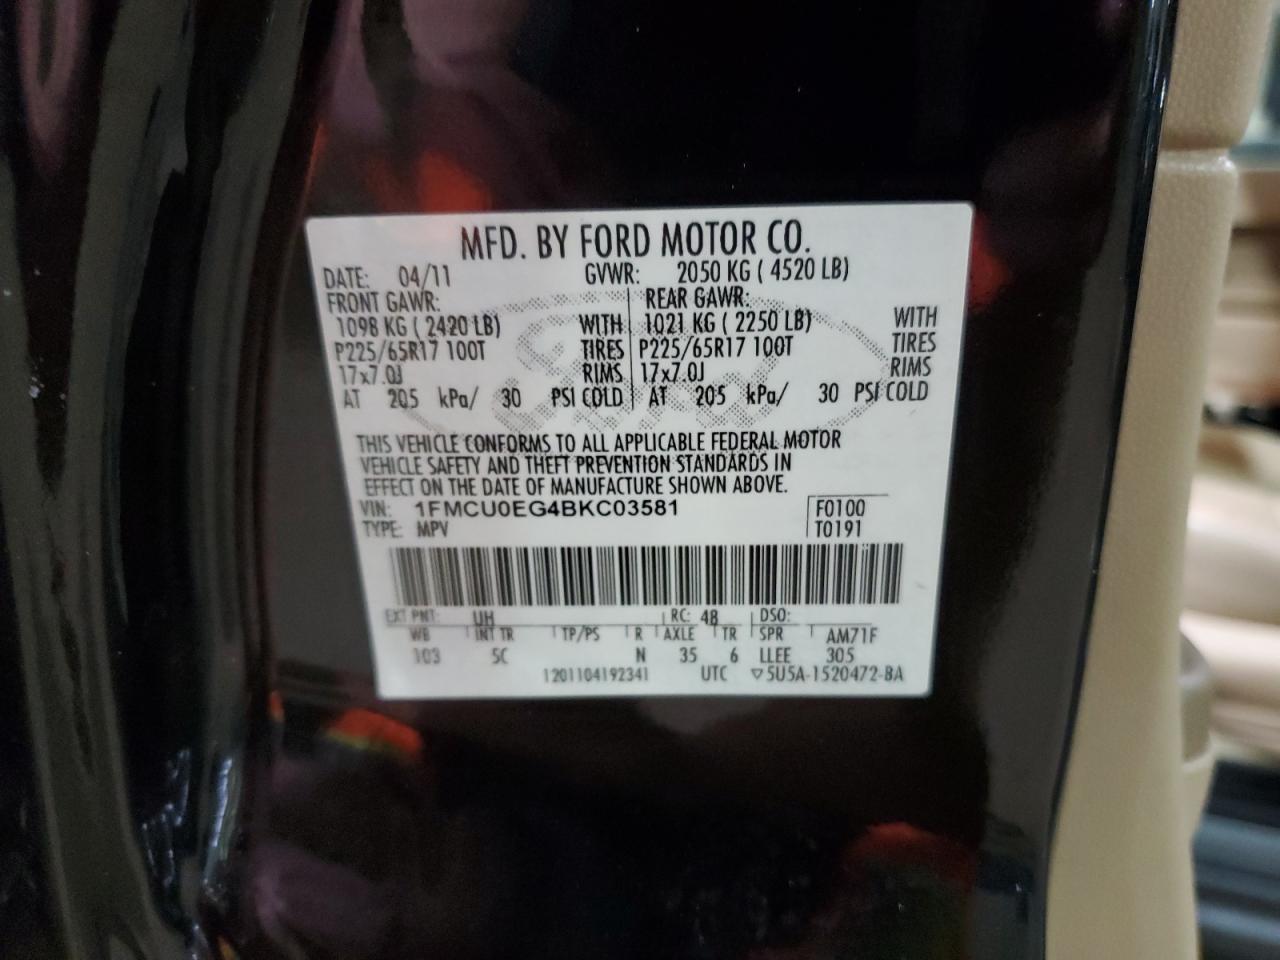 MFD. BY FORD MOTOR CO.
DATE: 04/11 GVWR: 2050 KG ( 4520 LB)
FRONT GAWR: REAR GAWR:
1098 KG ( 2420 LB) WITH 1021 KG ( 2250 LB) WITH
P225/65R17 100T TIRES P225/65R17 100T TIRES
17x7.0J RIMS 17x7.0J RIMS
AT 205 kPa/ 30 PSI COLD AT 205 kPa/ 30 PSI COLD
THIS VEHICLE CONFORMS TO ALL APPLICABLE FEDERAL MOTOR
VEHICLE SAFETY AND THEFT PREVENTION STANDARDS IN
EFFECT ON THE DATE OF MANUFACTURE SHOWN ABOVE.
VIN: 1FMCU0EG4BKC03581 F0100
TYPE: MPV T0191
EXT PNT: UH RC: 48 DSO:
WB INT TR TP/PS R AXLE TR SPR AM71F
103 5C N 35 6 LLEE 305
1201104192341 UTC ▽5U5A-1520472-BA